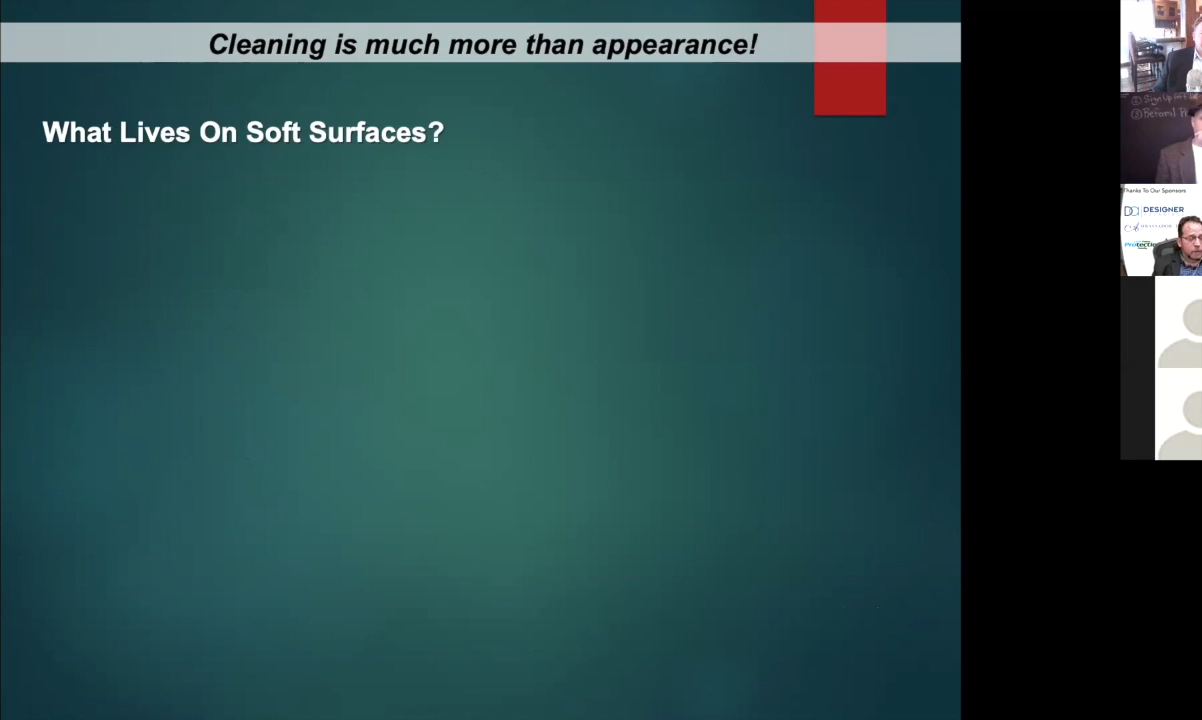 Cleaning is much more than appearance!
What Lives On Soft Surfaces?
Thanks To Our Sponsors
DESIGNER